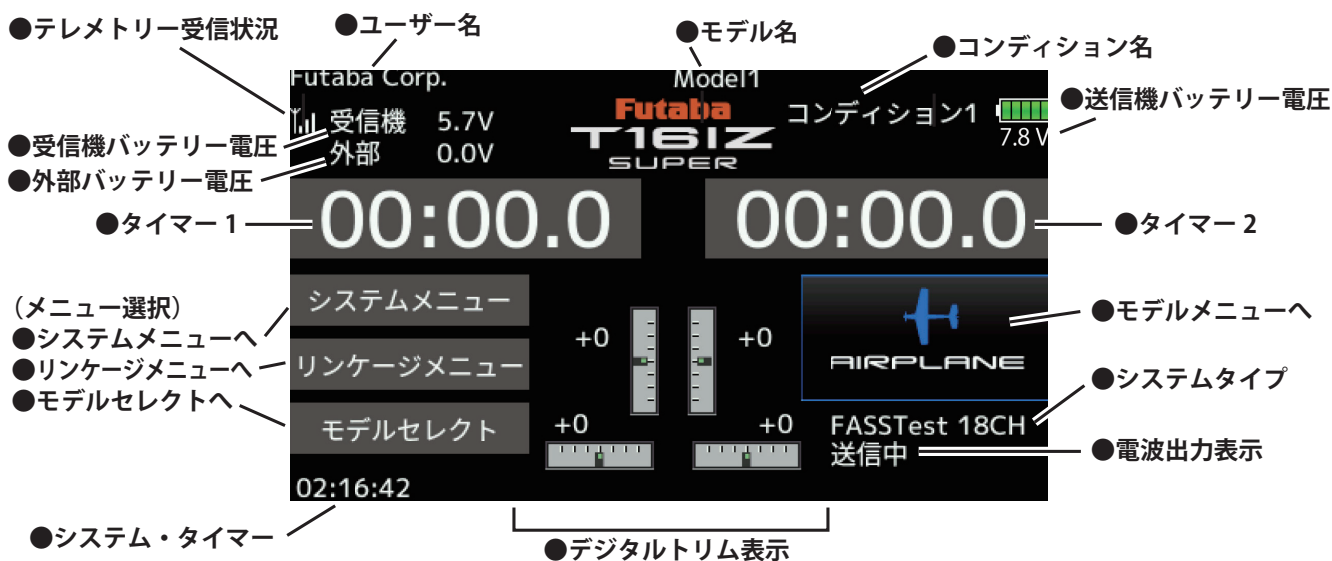 ●テレメトリー受信状況
●ユーザー名
●モデル名
●コンディション名
●送信機バッテリー電圧
●受信機バッテリー電圧
●外部バッテリー電圧
Futaba Corp.
Model1
受信機 5.7V
外部 0.0V
Futaba
T16IZ
SUPER
コンディション1
7.8 V
●タイマー 1
00:00.0
00:00.0
●タイマー 2
(メニュー選択)
●システムメニューへ
●リンケージメニューへ
●モデルセレクトへ
システムメニュー
リンケージメニュー
モデルセレクト
+0
+0
+0
+0
AIRPLANE
●モデルメニューへ
●システムタイプ
FASSTest 18CH
送信中
●電波出力表示
02:16:42
●システム・タイマー
●デジタルトリム表示